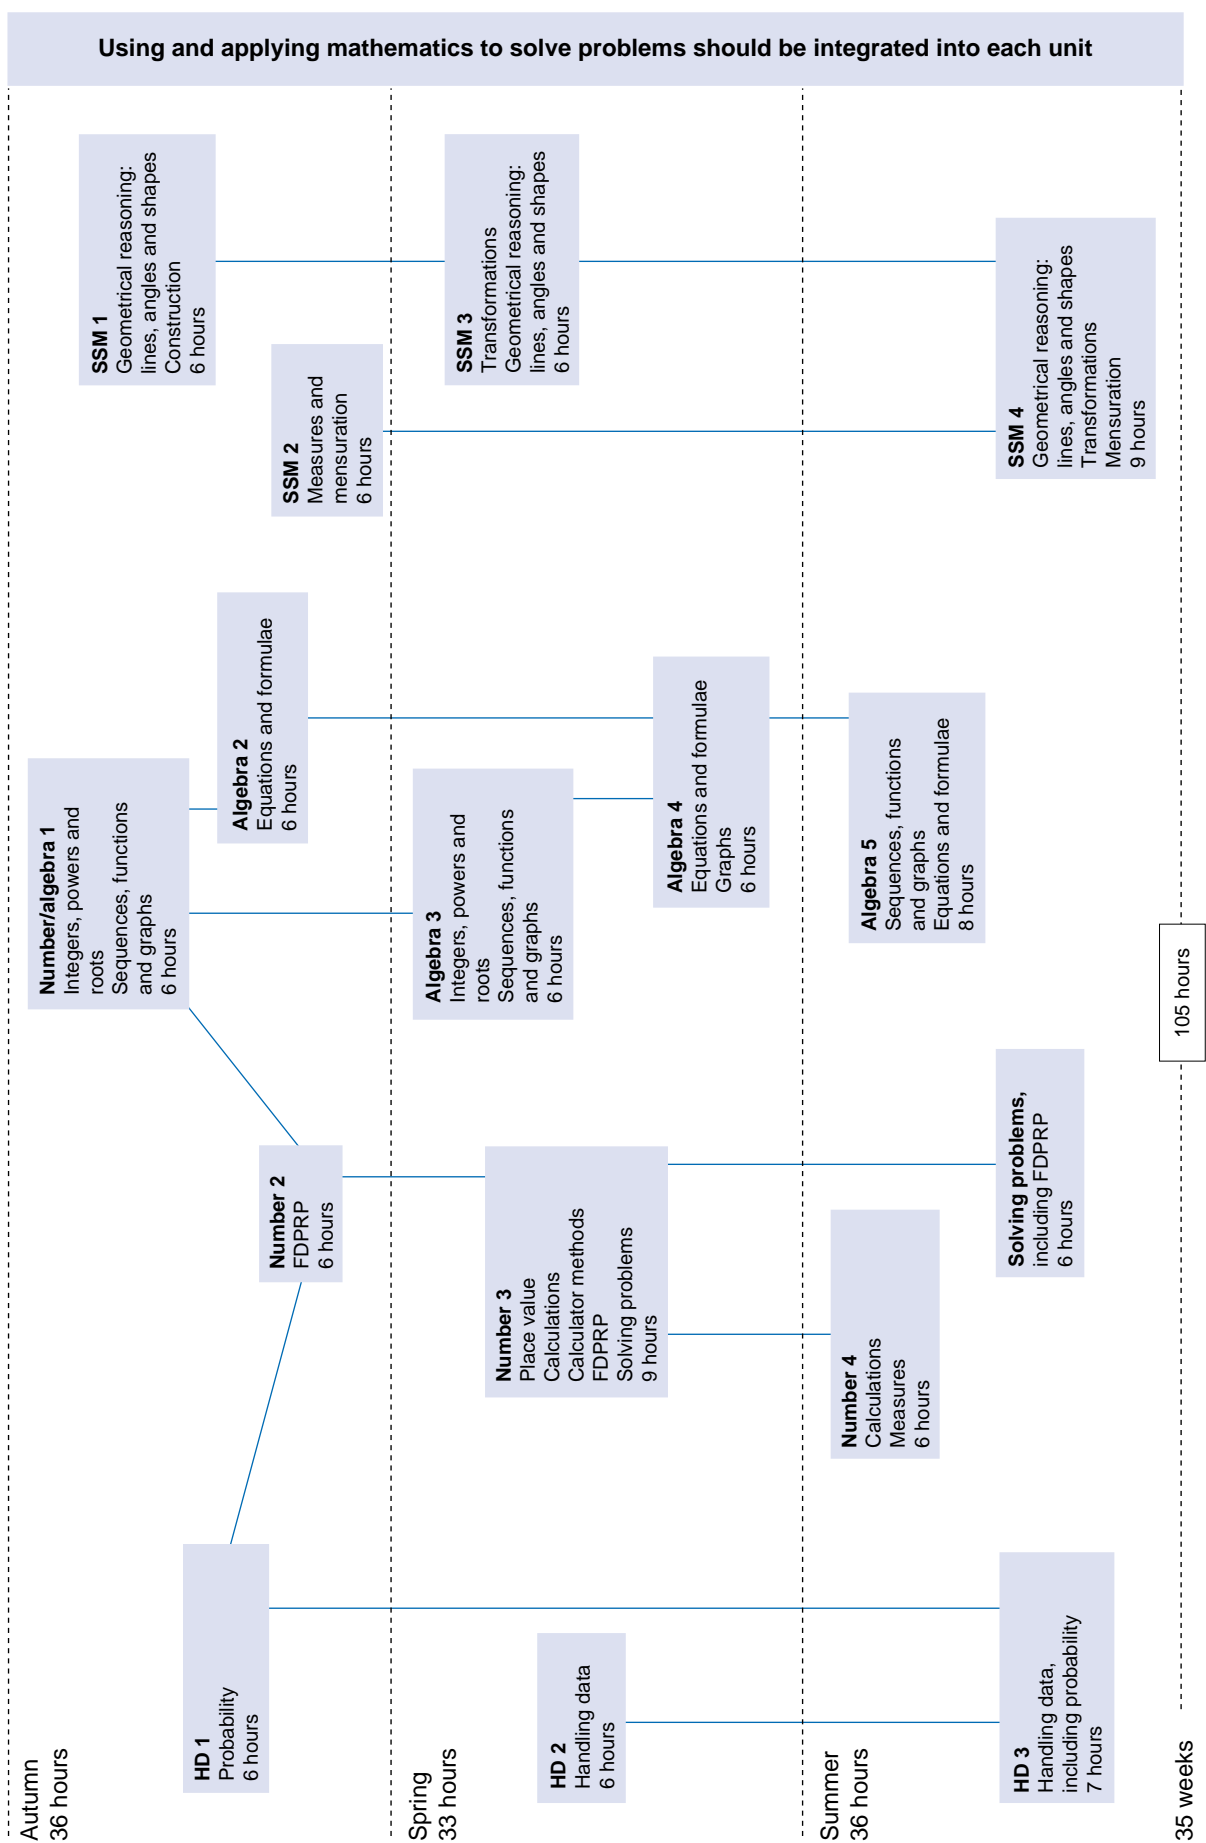 Using and applying mathematics to solve problems should be integrated into each unit
Autumn
36 hours
HD 1
Probability
6 hours
Number 2
FDPRP
6 hours
Number/algebra 1
Integers, powers and
roots
Sequences, functions
and graphs
6 hours
Algebra 2
Equations and formulae
6 hours
SSM 2
Measures and
mensuration
6 hours
SSM 1
Geometrical reasoning:
lines, angles and shapes
Construction
6 hours
Spring
33 hours
HD 2
Handling data
6 hours
Number 3
Place value
Calculations
Calculator methods
FDPRP
Solving problems
9 hours
Algebra 3
Integers, powers and
roots
Sequences, functions
and graphs
6 hours
Algebra 4
Equations and formulae
Graphs
6 hours
SSM 3
Transformations
Geometrical reasoning:
lines, angles and shapes
6 hours
Summer
36 hours
HD 3
Handling data,
including probability
7 hours
Number 4
Calculations
Measures
6 hours
Solving problems,
including FDPRP
6 hours
Algebra 5
Sequences, functions
and graphs
Equations and formulae
8 hours
SSM 4
Geometrical reasoning:
lines, angles and shapes
Transformations
Mensuration
9 hours
35 weeks
105 hours